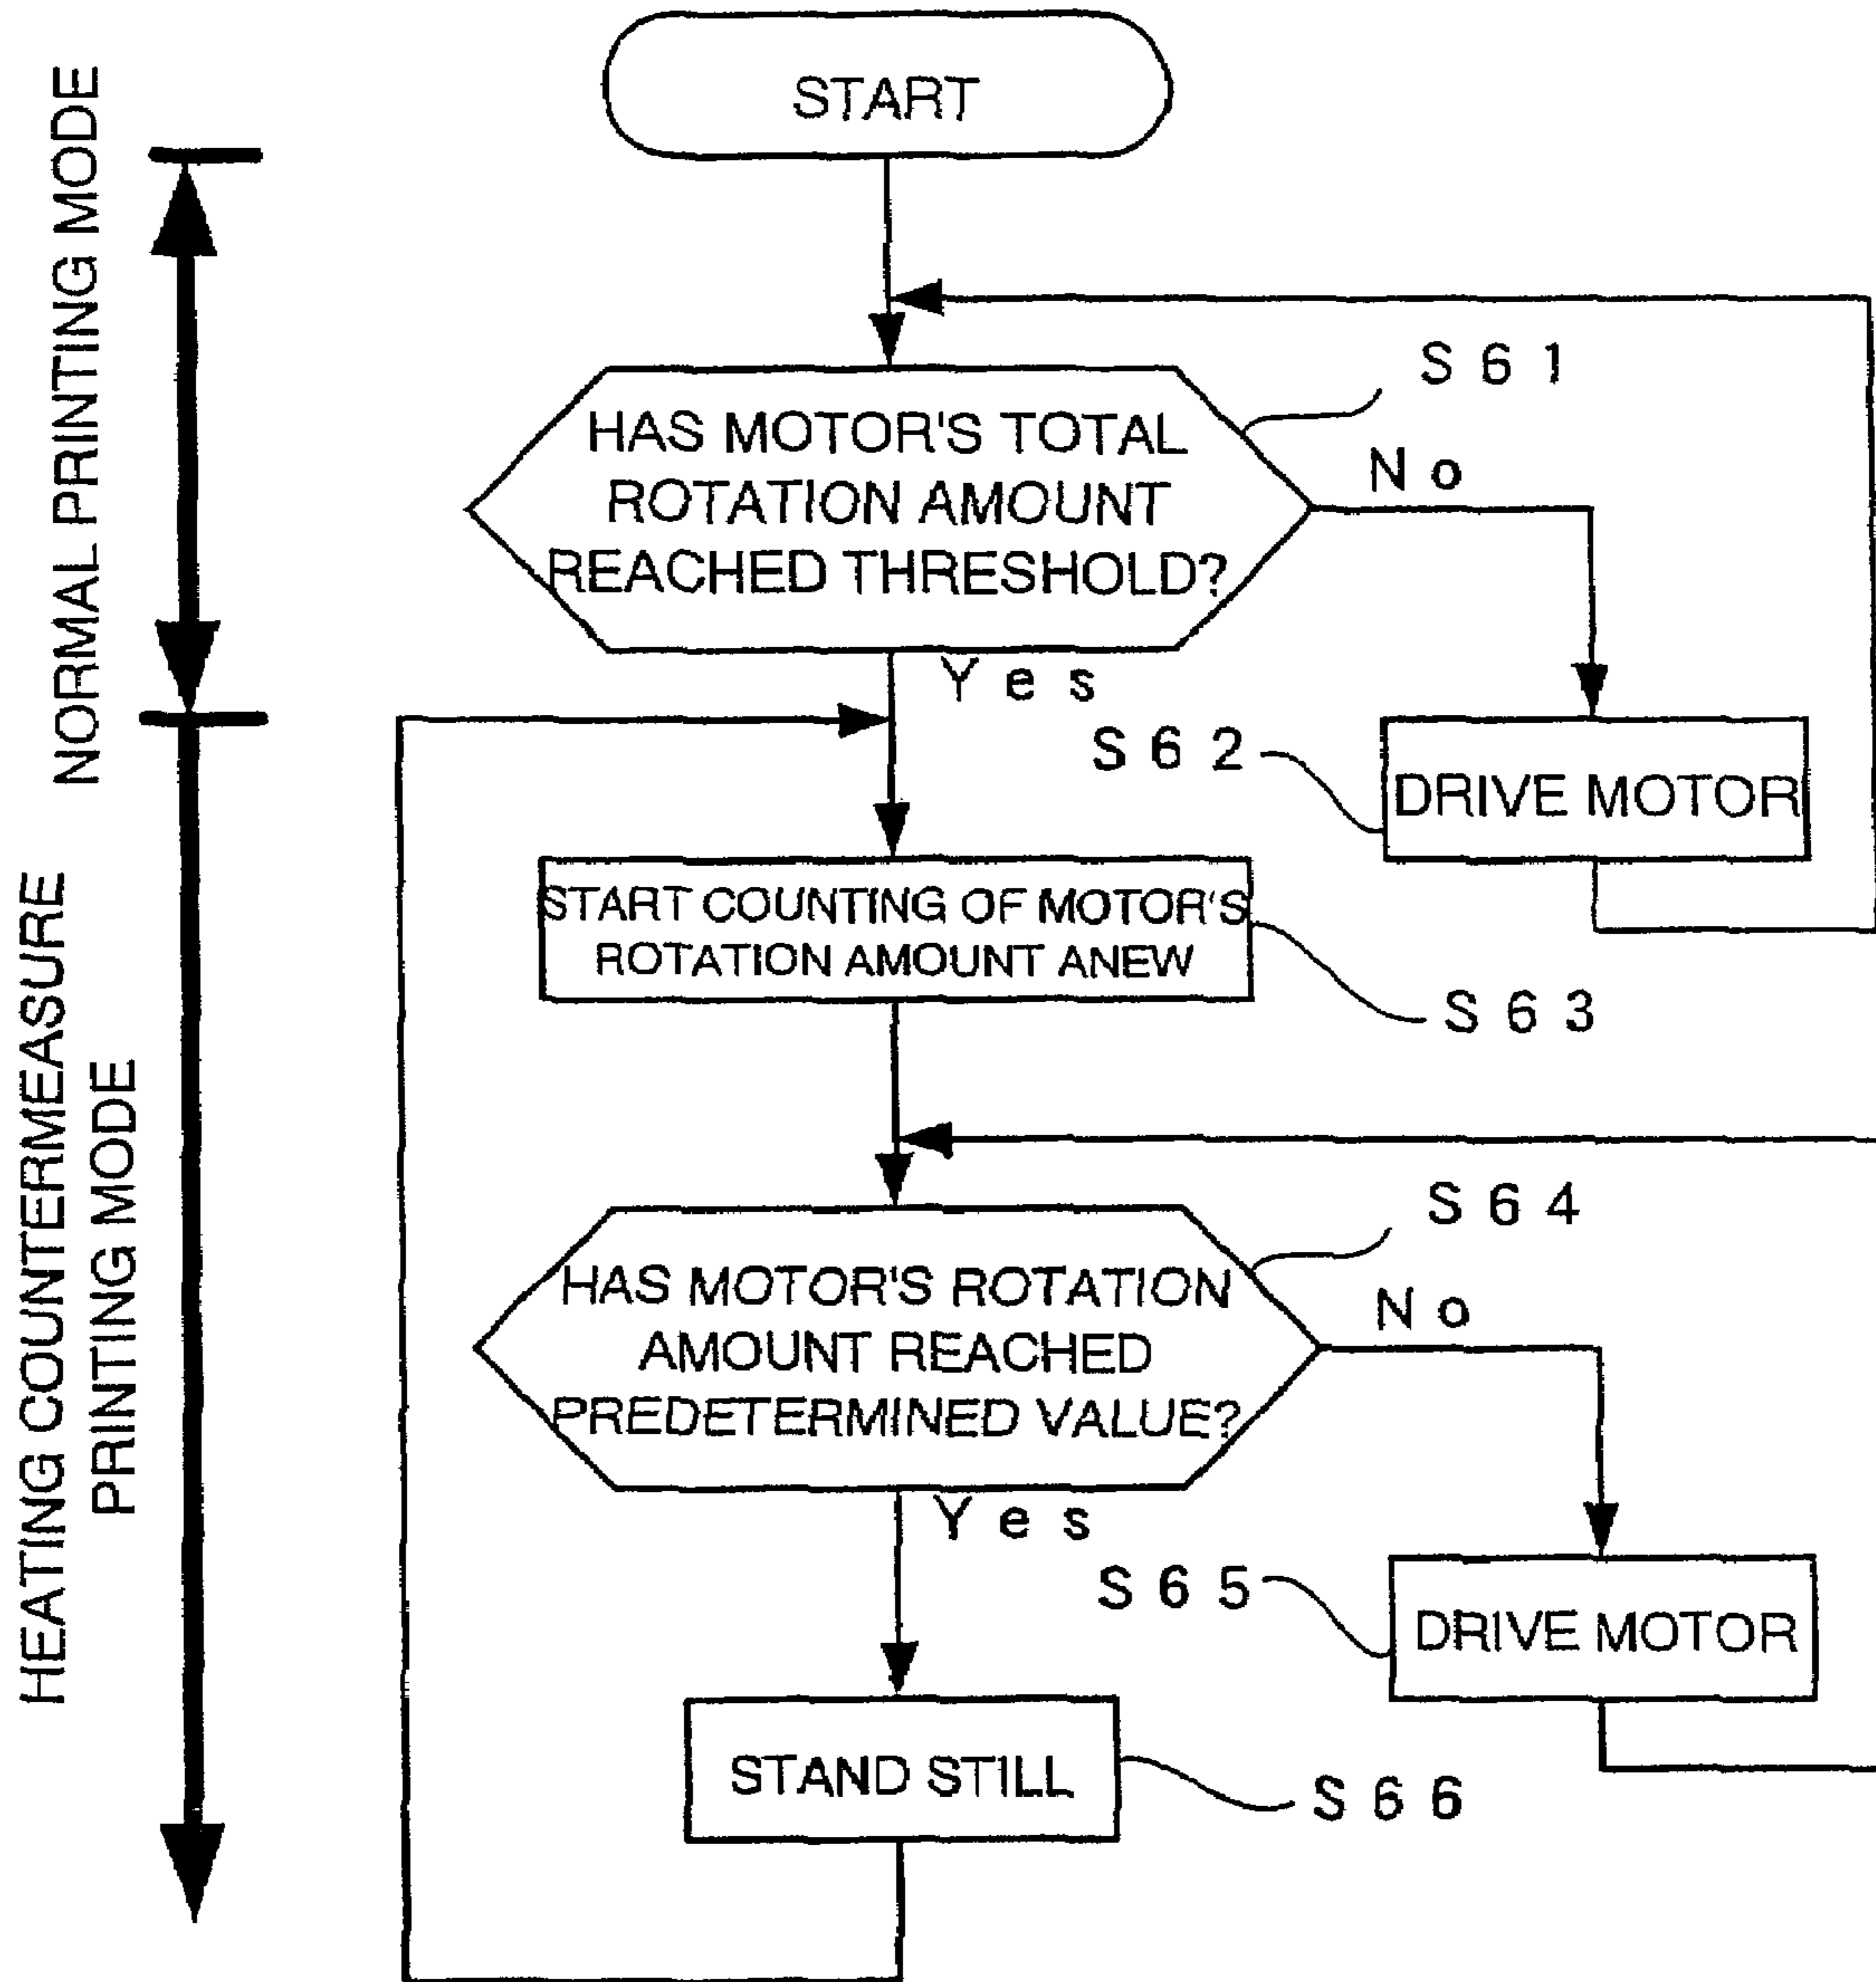 START
NORMAL PRINTING MODE
S61
HAS MOTOR'S TOTAL
ROTATION AMOUNT
REACHED THRESHOLD?
No
Yes
S62
DRIVE MOTOR
HEATING COUNTERMEASURE
PRINTING MODE
START COUNTING OF MOTOR'S
ROTATION AMOUNT ANEW
S63
S64
HAS MOTOR'S ROTATION
AMOUNT REACHED
PREDETERMINED VALUE?
No
Yes
S65
DRIVE MOTOR
STAND STILL
S66